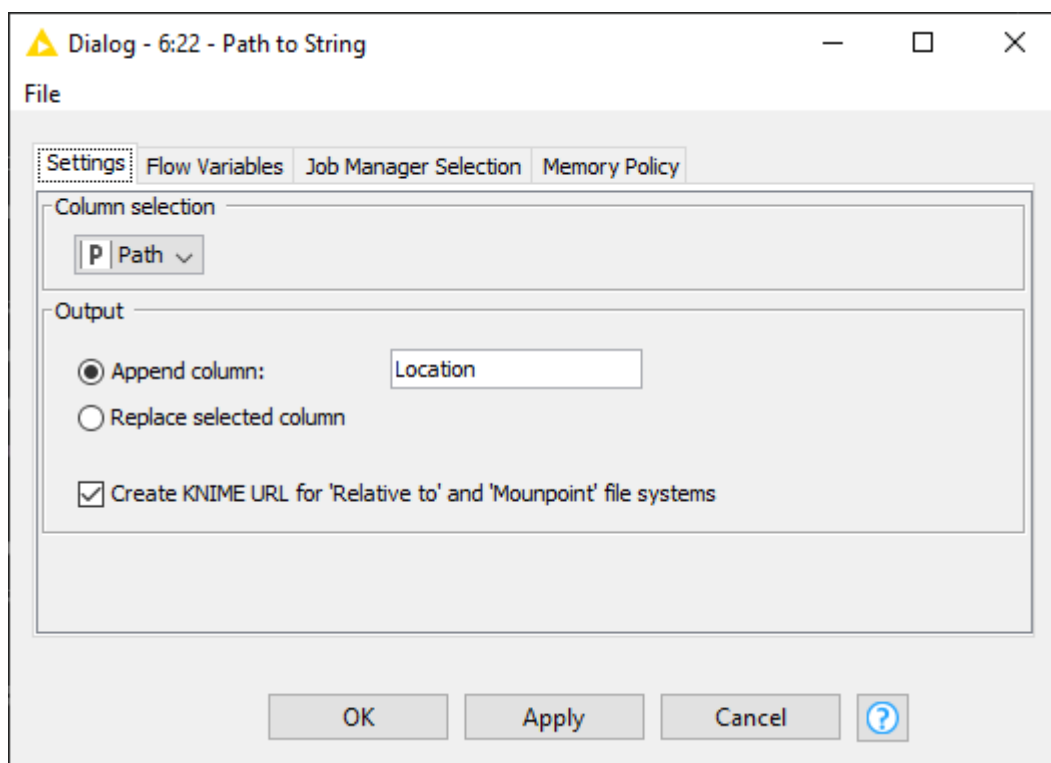 Dialog - 6:22 - Path to String
File
Settings Flow Variables Job Manager Selection Memory Policy
Column selection
P Path
Output
Append column: Location
Replace selected column
Create KNIME URL for 'Relative to' and 'Mounpoint' file systems
OK Apply Cancel ?